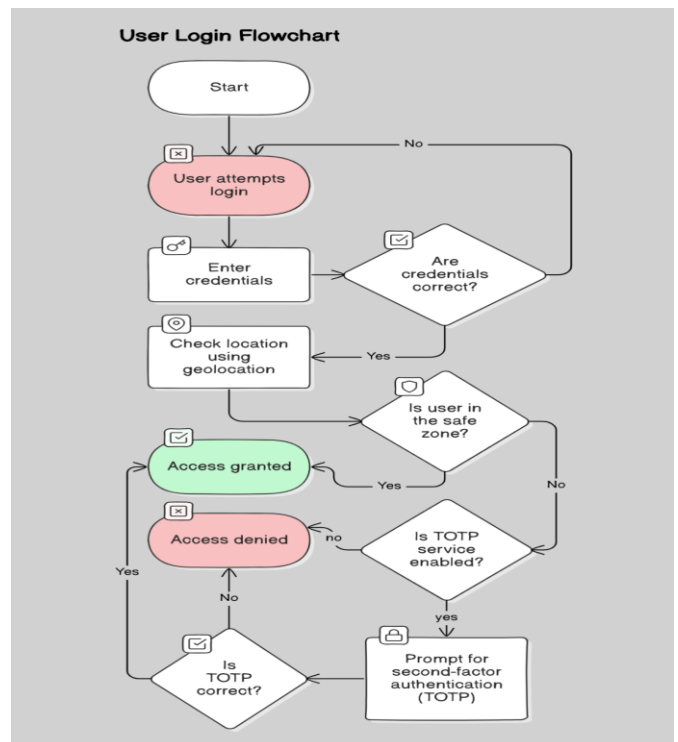 User Login Flowchart
Start
No
User attempts
login
Enter
credentials
Are
credentials
correct?
Check location
using
geolocation
Yes
Is user in
the safe
zone?
Access granted
Yes
No
Access denied
no
Is TOTP
service
enabled?
Yes
No
yes
Is
TOTP
correct?
Prompt for
second-factor
authentication
(TOTP)